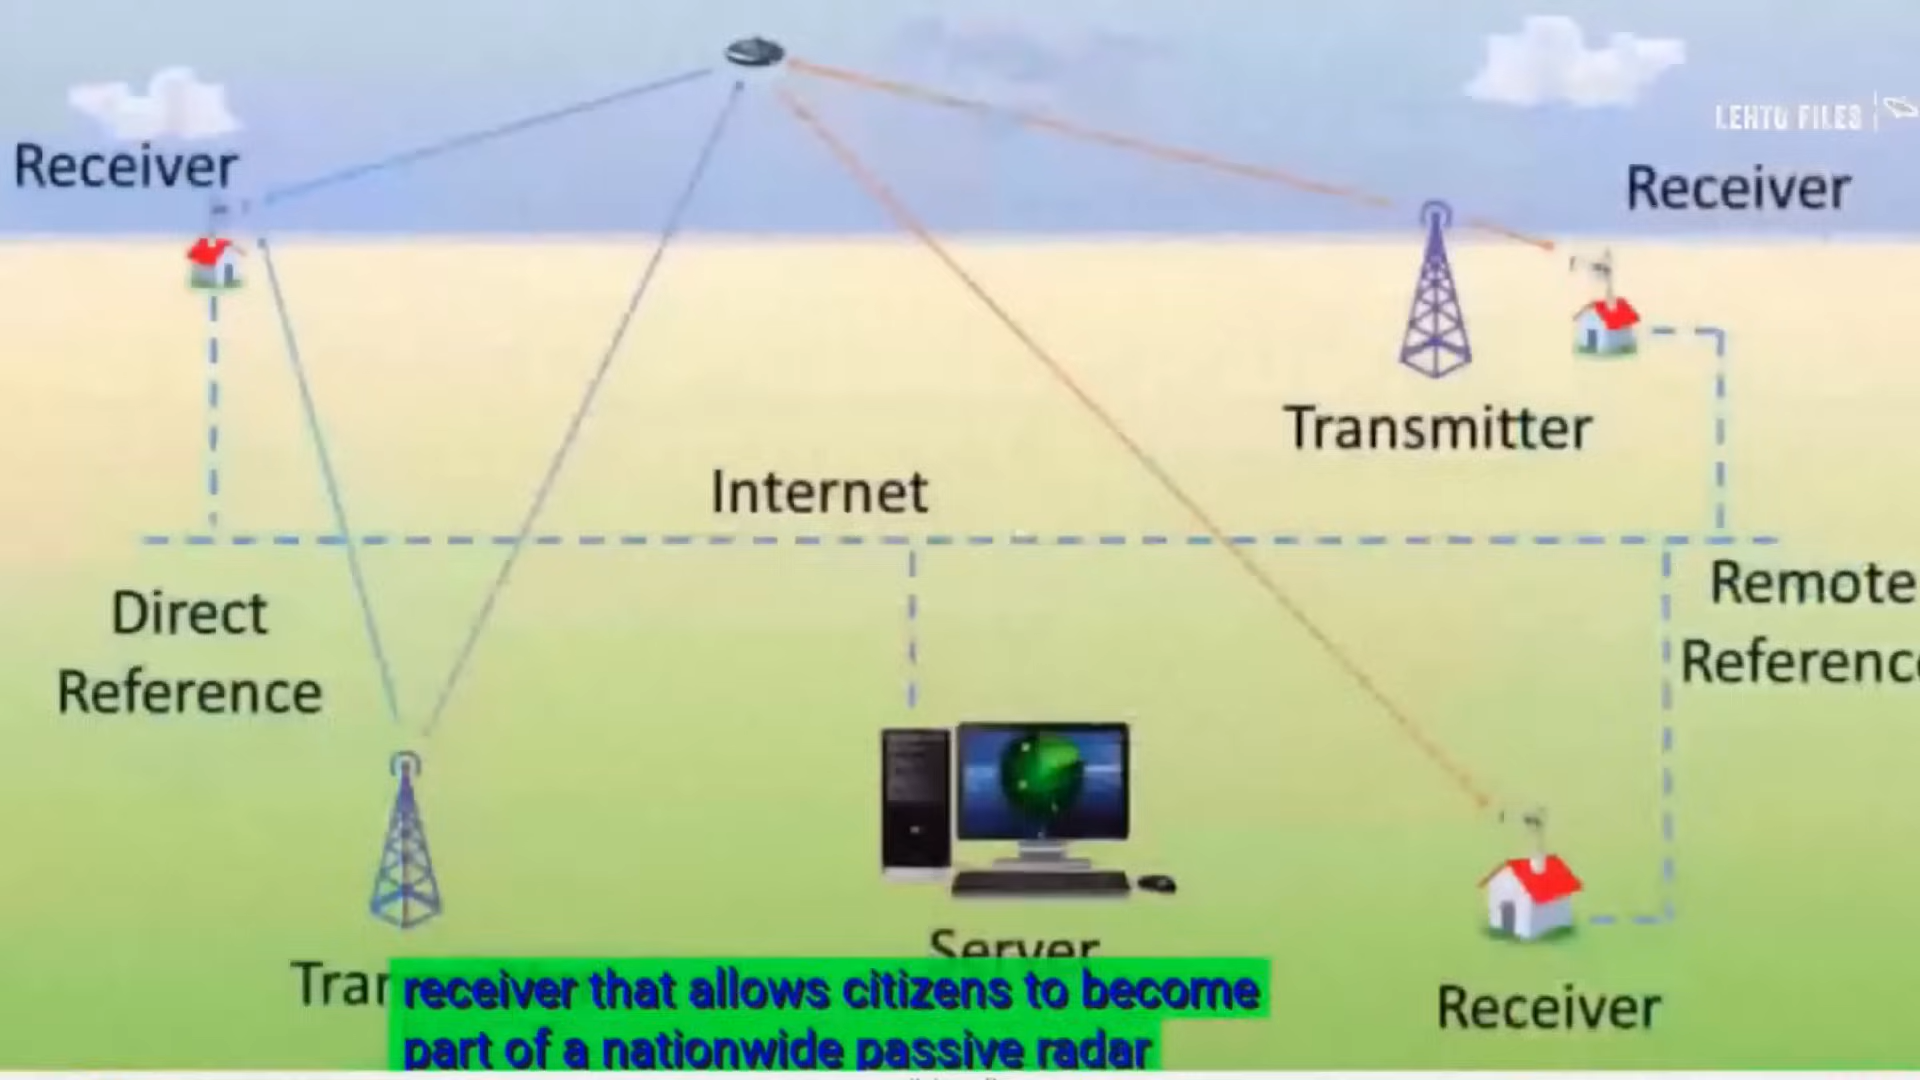 LEHTO FILES
Receiver
Receiver
Transmitter
Internet
Direct
Reference
Remote
Referenc
Server
Tra
receiver that allows citizens to become
part of a nationwide passive radar
Receiver